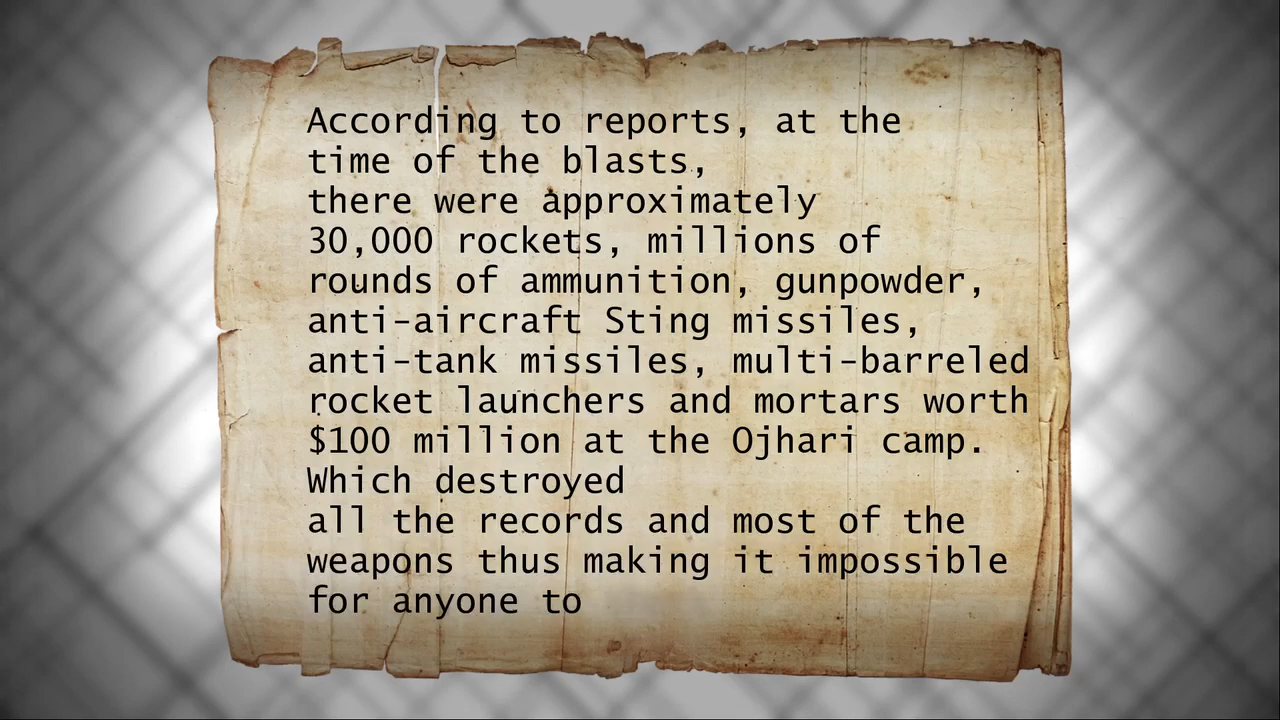 According to reports, at the
time of the blasts,
there were approximately
30,000 rockets, millions of
rounds of ammunition, gunpowder,
anti-aircraft Sting missiles,
anti-tank missiles, multi-barreled
rocket launchers and mortars worth
$100 million at the Ojhari camp.
Which destroyed
all the records and most of the
weapons thus making it impossible
for anyone to